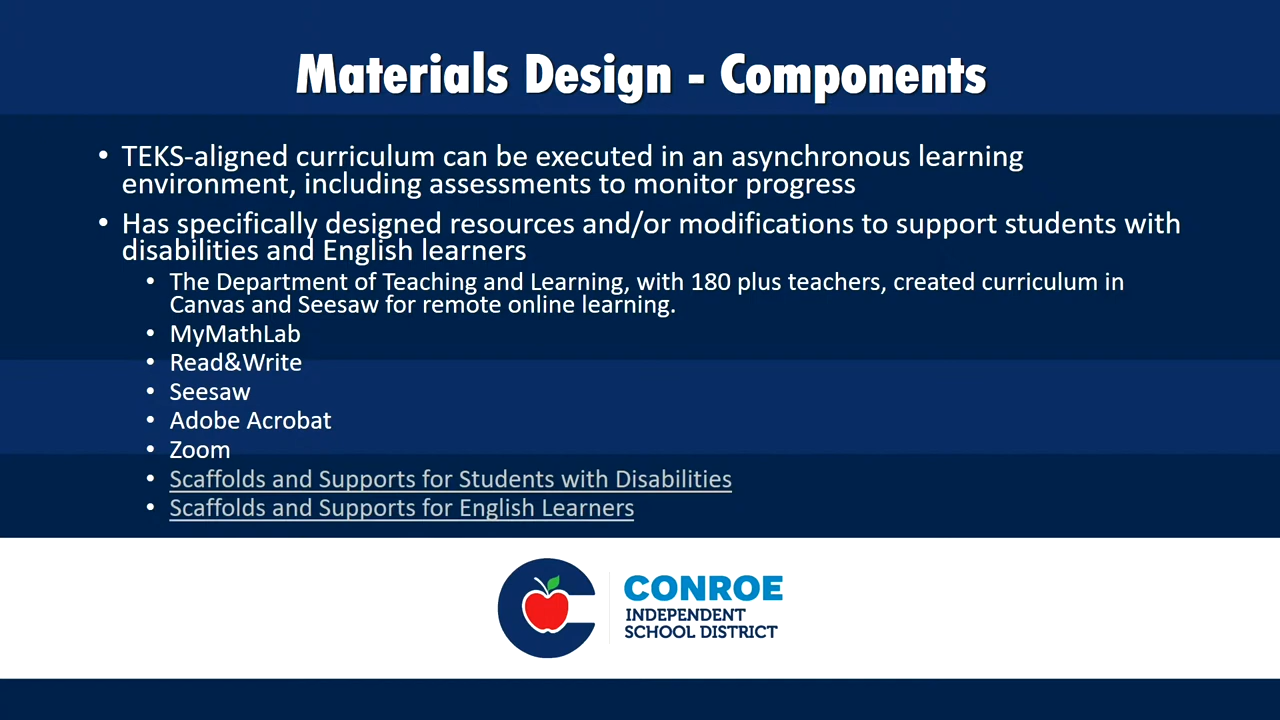 Materials Design - Components
• TEKS-aligned curriculum can be executed in an asynchronous learning
environment, including assessments to monitor progress
• Has specifically designed resources and/or modifications to support students with
disabilities and English learners
• The Department of Teaching and Learning, with 180 plus teachers, created curriculum in
Canvas and Seesaw for remote online learning.
• MyMathLab
• Read&Write
• Seesaw
• Adobe Acrobat
• Zoom
• Scaffolds and Supports for Students with Disabilities
• Scaffolds and Supports for English Learners
CONROE
INDEPENDENT
SCHOOL DISTRICT